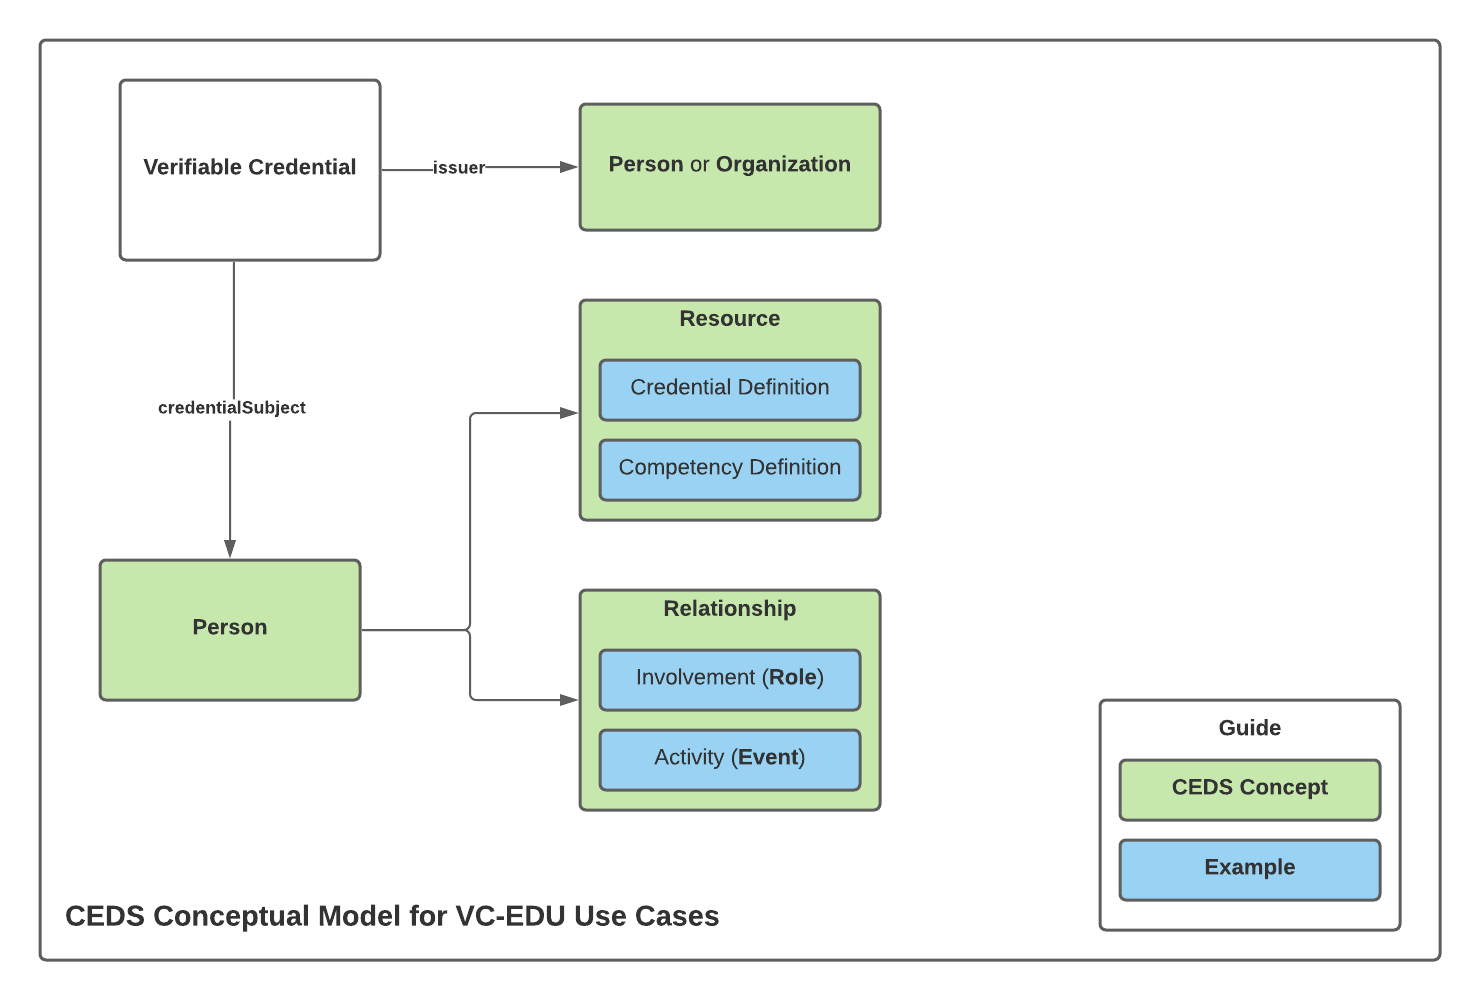 Verifiable Credential
issuer
Person or Organization
Resource
Credential Definition
Competency Definition
credentialSubject
Person
Relationship
Involvement (Role)
Activity (Event)
Guide
CEDS Concept
Example
CEDS Conceptual Model for VC-EDU Use Cases